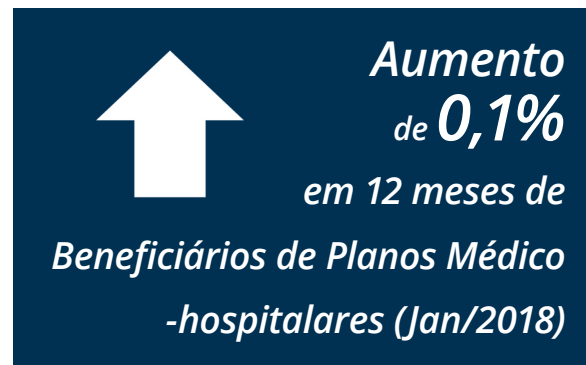 Aumento
de 0,1%
em 12 meses de
Beneficiários de Planos Médico
-hospitalares (Jan/2018)